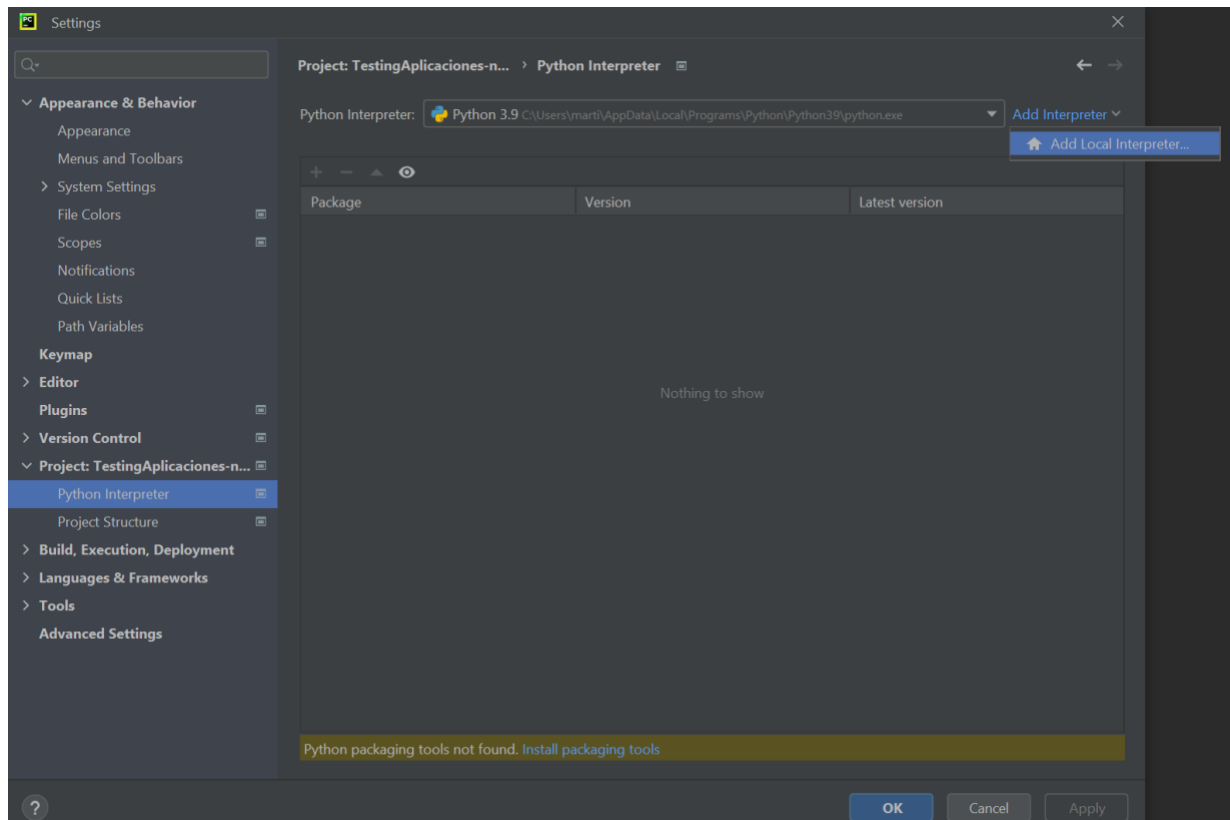 PC Settings
Project: TestingAplicaciones-n... › Python Interpreter
Appearance & Behavior
Python Interpreter: Python 3.9 C:\Users\marti\AppData\Local\Programs\Python\Python39\python.exe Add Interpreter
Appearance
Add Local Interpreter...
Menus and Toolbars
System Settings
Package Version Latest version
File Colors
Scopes
Notifications
Quick Lists
Path Variables
Keymap
Editor
Nothing to show
Plugins
Version Control
Project: TestingAplicaciones-n...
Python Interpreter
Project Structure
Build, Execution, Deployment
Languages & Frameworks
Tools
Advanced Settings
Python packaging tools not found. Install packaging tools
? OK Cancel Apply